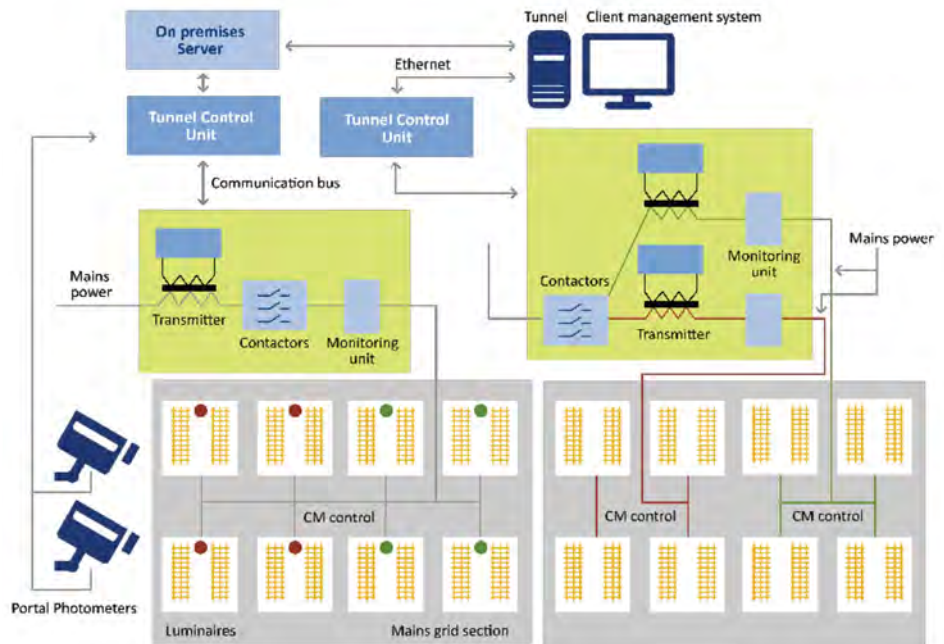 Tunnel
Client management system
On premises
Server
Ethernet
Tunnel Control
Unit
Tunnel Control
Unit
Communication bus
Mains
power
Transmitter
Contactors
Monitoring
unit
Contactors
Transmitter
Monitoring
unit
Mains power
CM control
CM control
CM control
Portal Photometers
Luminaires
Mains grid section